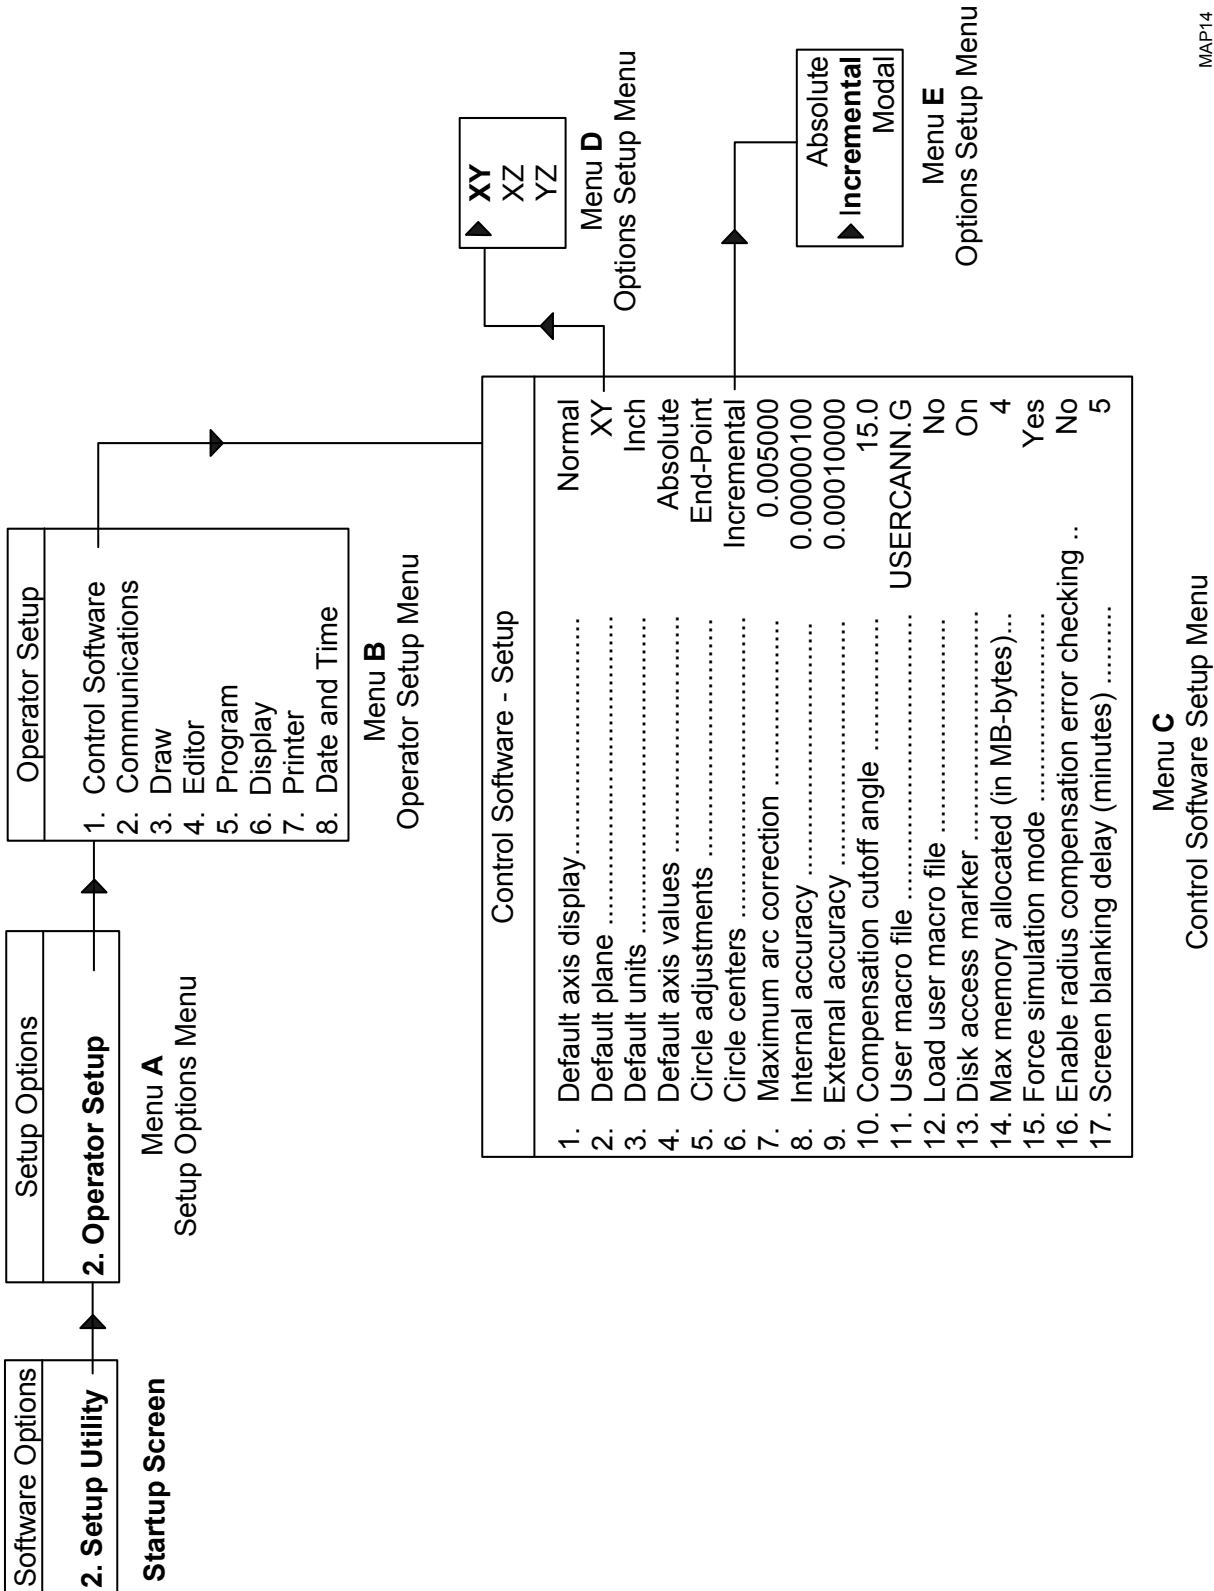 Software Options
2. Setup Utility
Startup Screen
Setup Options
2. Operator Setup
Menu A
Setup Options Menu
Operator Setup
1. Control Software
2. Communications
3. Draw
4. Editor
5. Program
6. Display
7. Printer
8. Date and Time
Menu B
Operator Setup Menu
Control Software - Setup
1. Default axis display................................. Normal
2. Default plane ....................................... XY
3. Default units ........................................ Inch
4. Default axis values ................................ Absolute
5. Circle adjustments ................................ End-Point
6. Circle centers ....................................... Incremental
7. Maximum arc correction ....................... 0.005000
8. Internal accuracy .................................. 0.00000100
9. External accuracy................................. 0.00010000
10. Compensation cutoff angle .................. 15.0
11. User macro file ..................................... USERCANN.G
12. Load user macro file ............................. No
13. Disk access marker .............................. On
14. Max memory allocated (in MB-bytes)... 4
15. Force simulation mode ......................... Yes
16. Enable radius compensation error checking .. No
17. Screen blanking delay (minutes) ........... 5
Menu C
Control Software Setup Menu
XY
XZ
YZ
Menu D
Options Setup Menu
Absolute
Incremental
Modal
Menu E
Options Setup Menu
MAP14